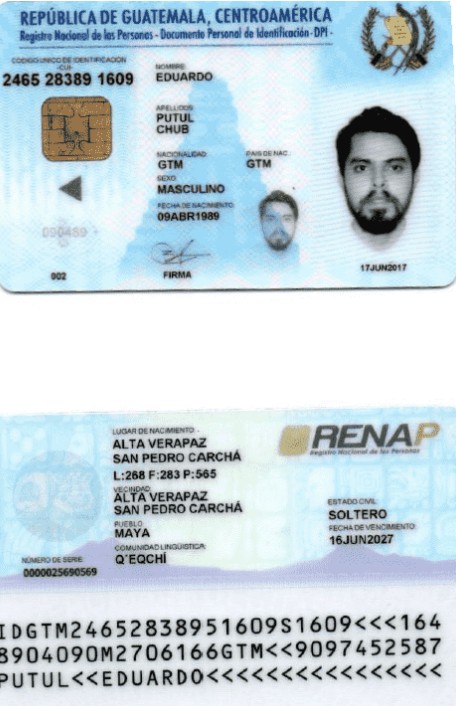 REPÚBLICA DE GUATEMALA, CENTROAMÉRICA
Registro Nacional de las Personas - Documento Personal de Identificación - DPI -
CODIGO UNICO DE IDENTIFICACION
-CUI-
2465 28389 1609
NOMBRE:
EDUARDO
APELLIDOS:
PUTUL
CHUB
NACIONALIDAD PAIS DE NAC.
GTM GTM
SEXO
MASCULINO
FECHA DE NACIMIENTO
09ABR1989
090489
002
FIRMA
17JUN2017
LUGAR DE NACIMIENTO:
ALTA VERAPAZ
SAN PEDRO CARCHÁ
L:268 F:283 P:565
VECINDAD
ALTA VERAPAZ
SAN PEDRO CARCHÁ
PUEBLO
MAYA
COMUNIDAD LINGÜISTICA:
Q´EQCHÍ
NÚMERO DE SERIE
0000025690569
RENAP
Registro Nacional de las Personas
ESTADO CIVIL
SOLTERO
FECHA DE VENCIMIENTO:
16JUN2027
IDGTM24652838951609S1609<<<164
8904090M2706166GTM<<9097452587
PUTUL<<EDUARDO<<<<<<<<<<<<<<<<